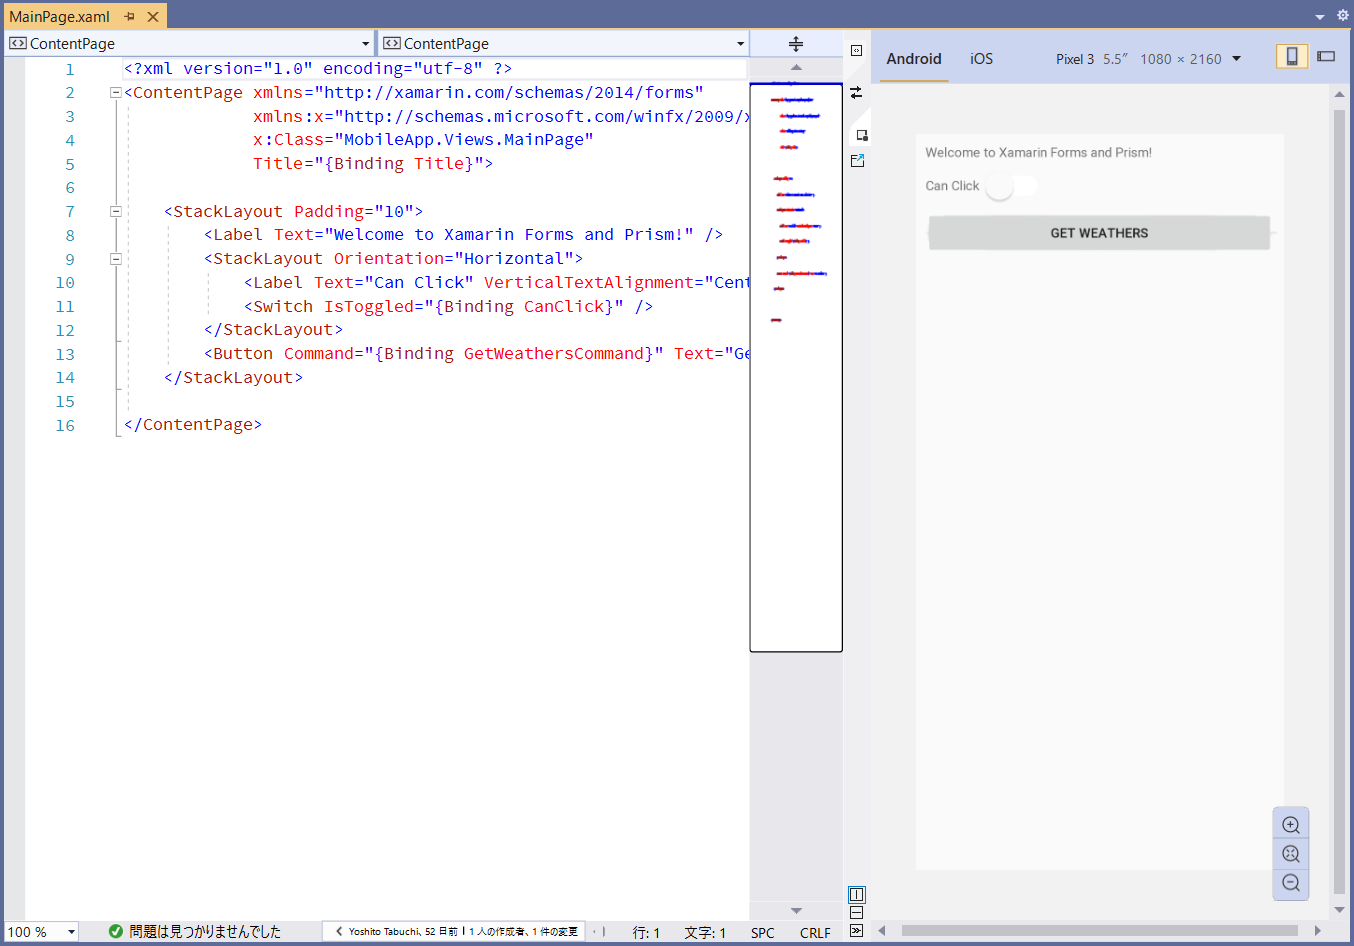 MainPage.xaml
ContentPage
ContentPage
1 <?xml version="1.0" encoding="utf-8" ?>
2 <ContentPage xmlns="http://xamarin.com/schemas/2014/forms"
3 xmlns:x="http://schemas.microsoft.com/winfx/2009/x
4 x:Class="MobileApp.Views.MainPage"
5 Title="{Binding Title}">
6
7 <StackLayout Padding="10">
8 <Label Text="Welcome to Xamarin Forms and Prism!" />
9 <StackLayout Orientation="Horizontal">
10 <Label Text="Can Click" VerticalTextAlignment="Cent
11 <Switch IsToggled="{Binding CanClick}" />
12 </StackLayout>
13 <Button Command="{Binding GetWeathersCommand}" Text="Ge
14 </StackLayout>
15
16 </ContentPage>
Android iOS Pixel 3 5.5″ 1080 × 2160
Welcome to Xamarin Forms and Prism!
Can Click
GET WEATHERS
100 % 問題は見つかりませんでした Yoshito Tabuchi、52 日前 | 1 人の作成者、1 件の変更 行: 1 文字: 1 SPC CRLF